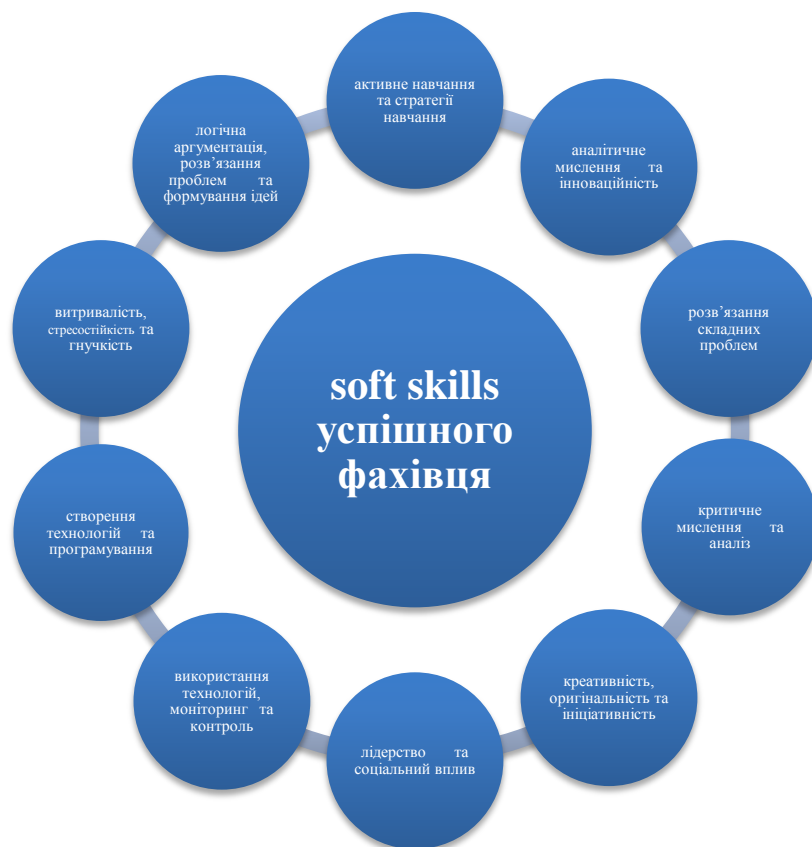 активне навчання
та стратегії
навчання
аналітичне
мислення та
інноваційність
розв’язання
складних
проблем
критичне
мислення та
аналіз
креативність,
оригінальність та
ініціативність
лідерство та
соціальний вплив
використання
технологій,
моніторинг та
контроль
створення
технологій та
програмування
витривалість,
стресостійкість та
гнучкість
логічна
аргументація,
розв’язання
проблем та
формування ідей
soft skills
успішного
фахівця